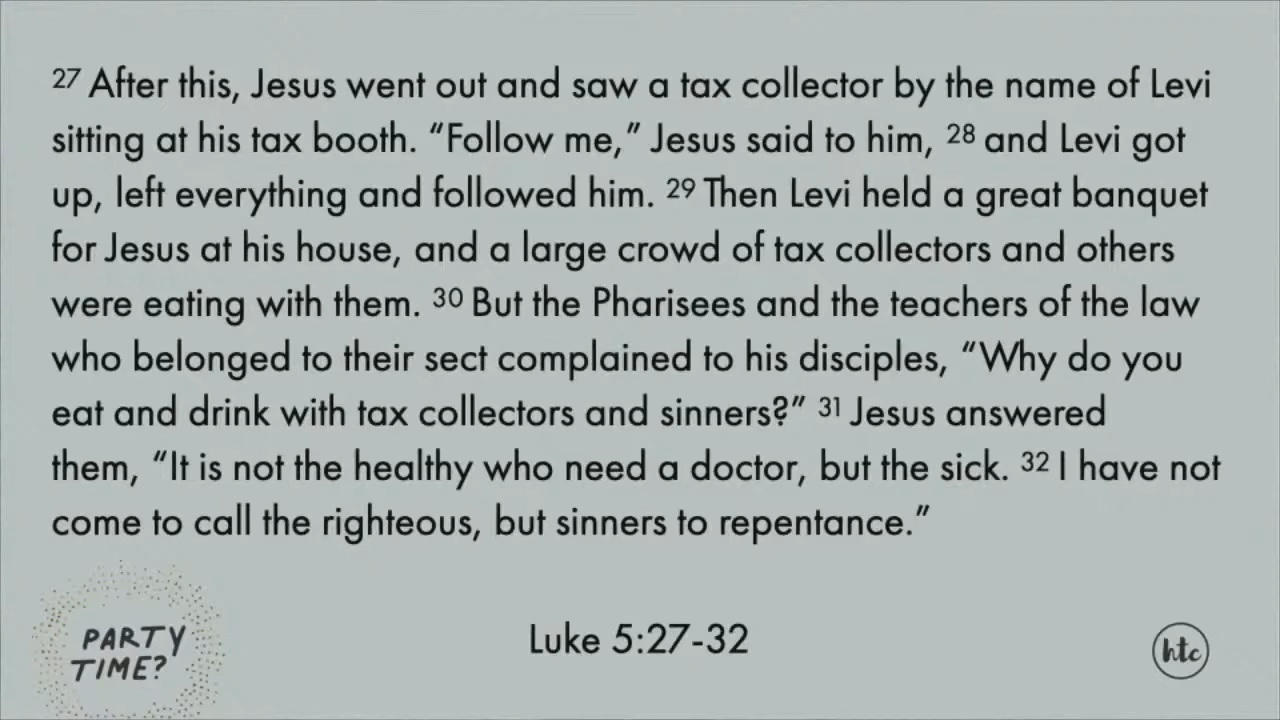 27 After this, Jesus went out and saw a tax collector by the name of Levi
sitting at his tax booth. “Follow me,” Jesus said to him, 28 and Levi got
up, left everything and followed him. 29 Then Levi held a great banquet
for Jesus at his house, and a large crowd of tax collectors and others
were eating with them. 30 But the Pharisees and the teachers of the law
who belonged to their sect complained to his disciples, “Why do you
eat and drink with tax collectors and sinners?” 31 Jesus answered
them, “It is not the healthy who need a doctor, but the sick. 32 I have not
come to call the righteous, but sinners to repentance.”
PARTY
TIME?
Luke 5:27-32
htc